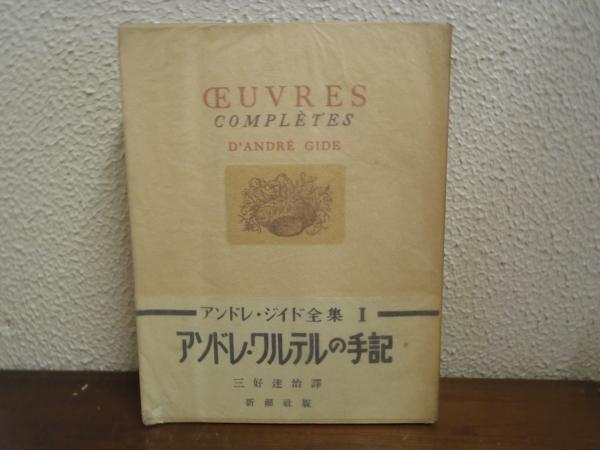 ŒUVRES
COMPLÈTES
D'ANDRÉ GIDE
アンドレ・ジイド全集 I
アンドレ・ワルテルの手記
三好達治譯
新潮社版